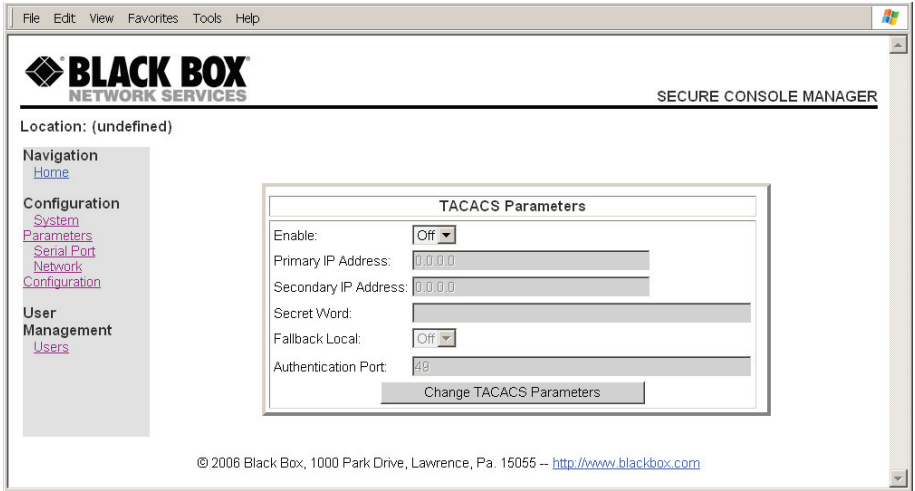 File Edit View Favorites Tools Help
BLACK BOX
NETWORK SERVICES
SECURE CONSOLE MANAGER
Location: (undefined)
Navigation
Home
Configuration
System
Parameters
Serial Port
Network
Configuration
User
Management
Users
TACACS Parameters
Enable: Off
Primary IP Address: 0.0.0.0
Secondary IP Address: 0.0.0.0
Secret Word:
Fallback Local: Off
Authentication Port: 49
Change TACACS Parameters
© 2006 Black Box, 1000 Park Drive, Lawrence, Pa. 15055 -- http://www.blackbox.com